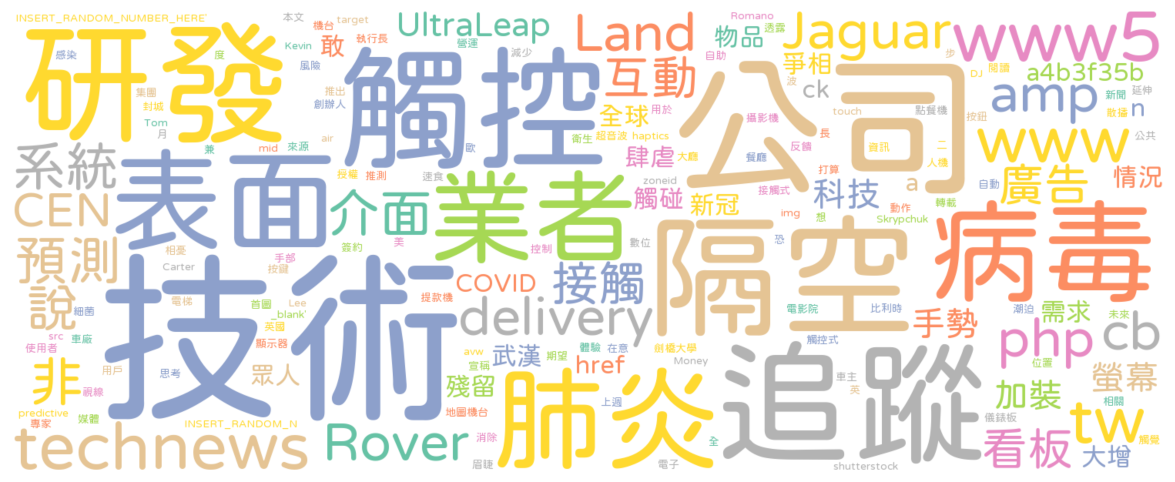 INSERT_RANDOM_NUMBER_HERE'
本文
機台
target
UltraLeap
Land
Romano
透露
Jaguar
www5
感染
度
研發
Kevin
敢
執行長
營運
減少
觸控
互動
物品
自助
爭相
公司
步
DJ
閱讀
a4b3f35b
延伸
集團
封城
風險
推出
創辦人
全球
用於
波
ck
amp
新聞
n
散播
點餐機
Tom
月
air
超音波
haptics
衛生
攝影機
touch
按鈕
www
公共
系統
兼
mid
來源
歐
肆虐
大廳
餐廳
反饋
長
資訊
二
人機
表面
授權
推測
速食
業者
觸碰
zoneid
接觸式
打算
科技
a
自動
廣告
情況
CEN
介面
新冠
img
動作
想
Skrypchuk
轉載
病毒
預測
相亮
Carter
手部
按鍵
簽約
美
控制
數位
恐
隔空
技術
COVID
接觸
說
細菌
電梯
首圖
Lee
_blank'
英國
提款機
delivery
電影院
比利時
手勢
潮迫
需求
未來
cb
src
使用者
車廠
顯示器
觸控式
php
位置
非
視線
用戶
思考
眾人
avw
宣稱
武漢
期望
體驗
在意
劍橋大學
href
Money
追蹤
車主
英
螢幕
predictive
專家
媒體
INSERT_RANDOM_N
殘留
上週
肺炎
加裝
相關
儀錶板
tw
觸覺
technews
Rover
地圖機台
消除
眉睫
電子
全
shutterstock
看板
大增